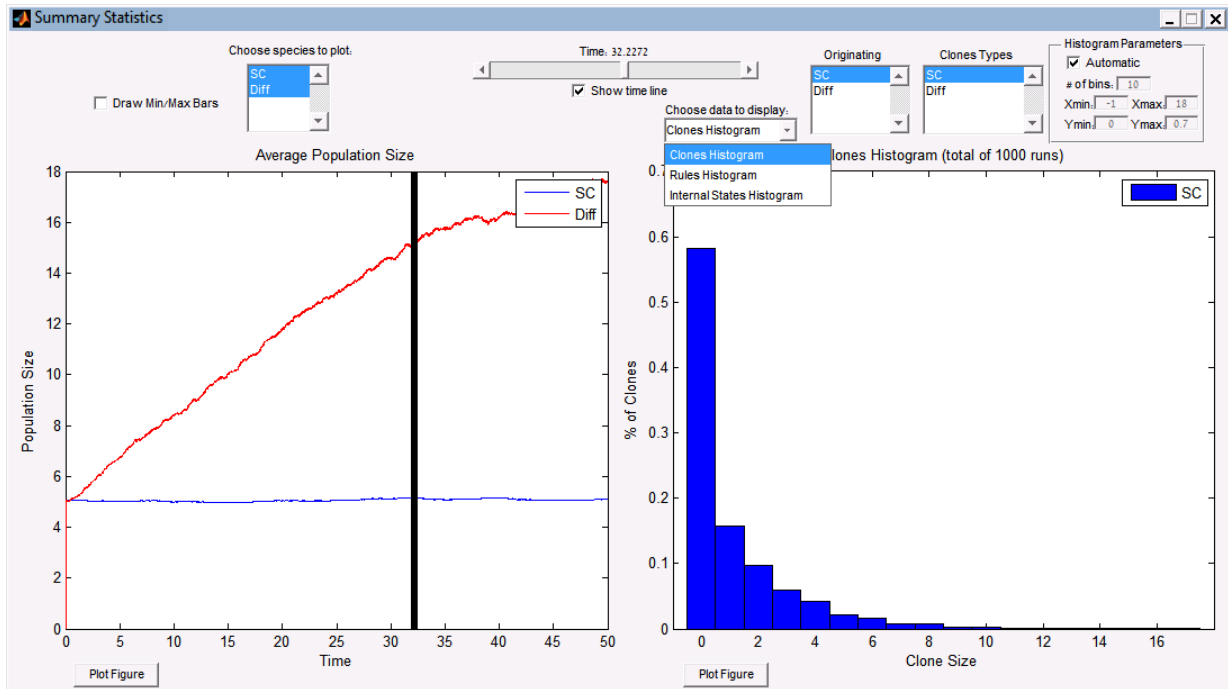 Summary Statistics
Choose species to plot:
SC
Diff
Draw Min/Max Bars
Time: 32.2272
Show time line
Choose data to display:
Clones Histogram
Clones Histogram
Rules Histogram
Internal States Histogram
Originating
SC
Diff
Clones Types
SC
Diff
Histogram Parameters
Automatic
# of bins: 10
Xmin: -1 Xmax: 18
Ymin: 0 Ymax: 0.7
Average Population Size
SC
Diff
18
16
14
12
10
8
6
4
2
0
Population Size
0 5 10 15 20 25 30 35 40 45 50
Time
Plot Figure
lones Histogram (total of 1000 runs)
SC
0.7
0.6
0.5
0.4
0.3
0.2
0.1
0
% of Clones
0 2 4 6 8 10 12 14 16
Clone Size
Plot Figure